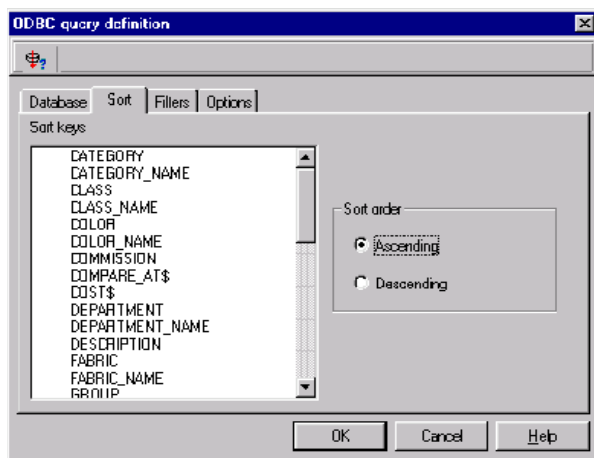 ODBC query definition
Database Sort Filters Options
Sort keys
CATEGORY
CATEGORY_NAME
CLASS
CLASS_NAME
COLOR
COLOR_NAME
COMMISSION
COMPARE_AT$
COST$
DEPARTMENT
DEPARTMENT_NAME
DESCRIPTION
FABRIC
FABRIC_NAME
GROUP
Sort order
Ascending
Descending
OK Cancel Help